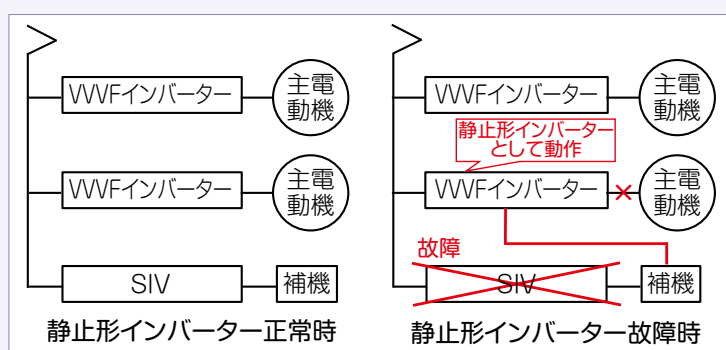 VVVFインバーター
主電
動機
VVVFインバーター
主電
動機
SIV
補機
静止形インバーター正常時
VVVFインバーター
主電
動機
静止形インバーター
として動作
VVVFインバーター
主電
動機
故障
SIV
補機
静止形インバーター故障時